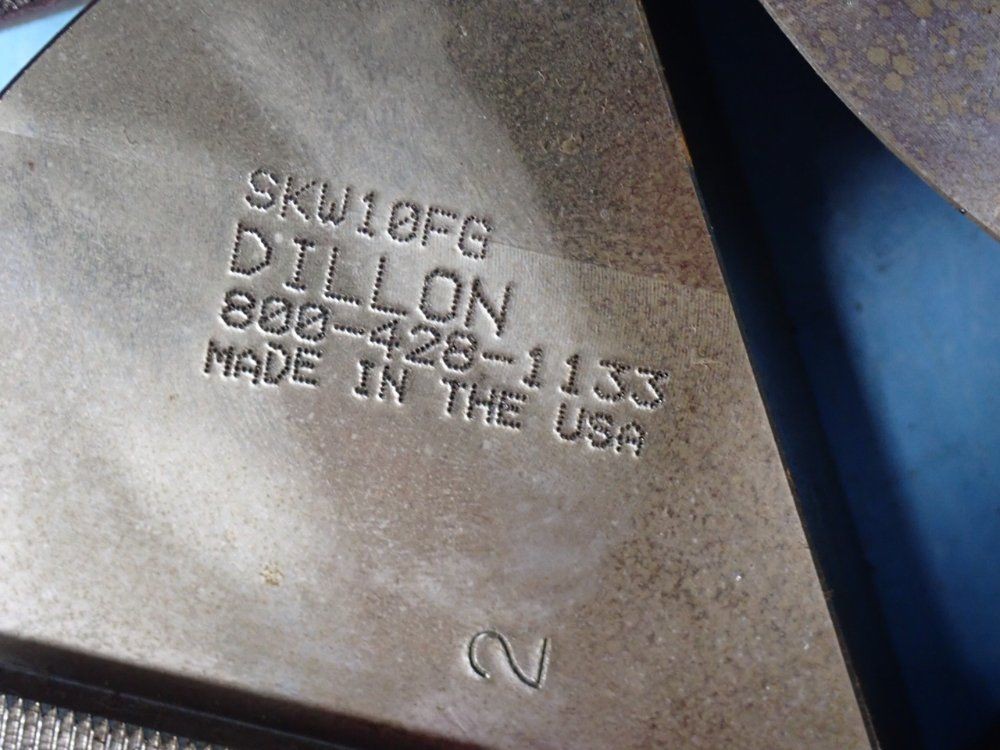 SKW10FG
DILLON
800-428-1133
MADE IN THE USA
2